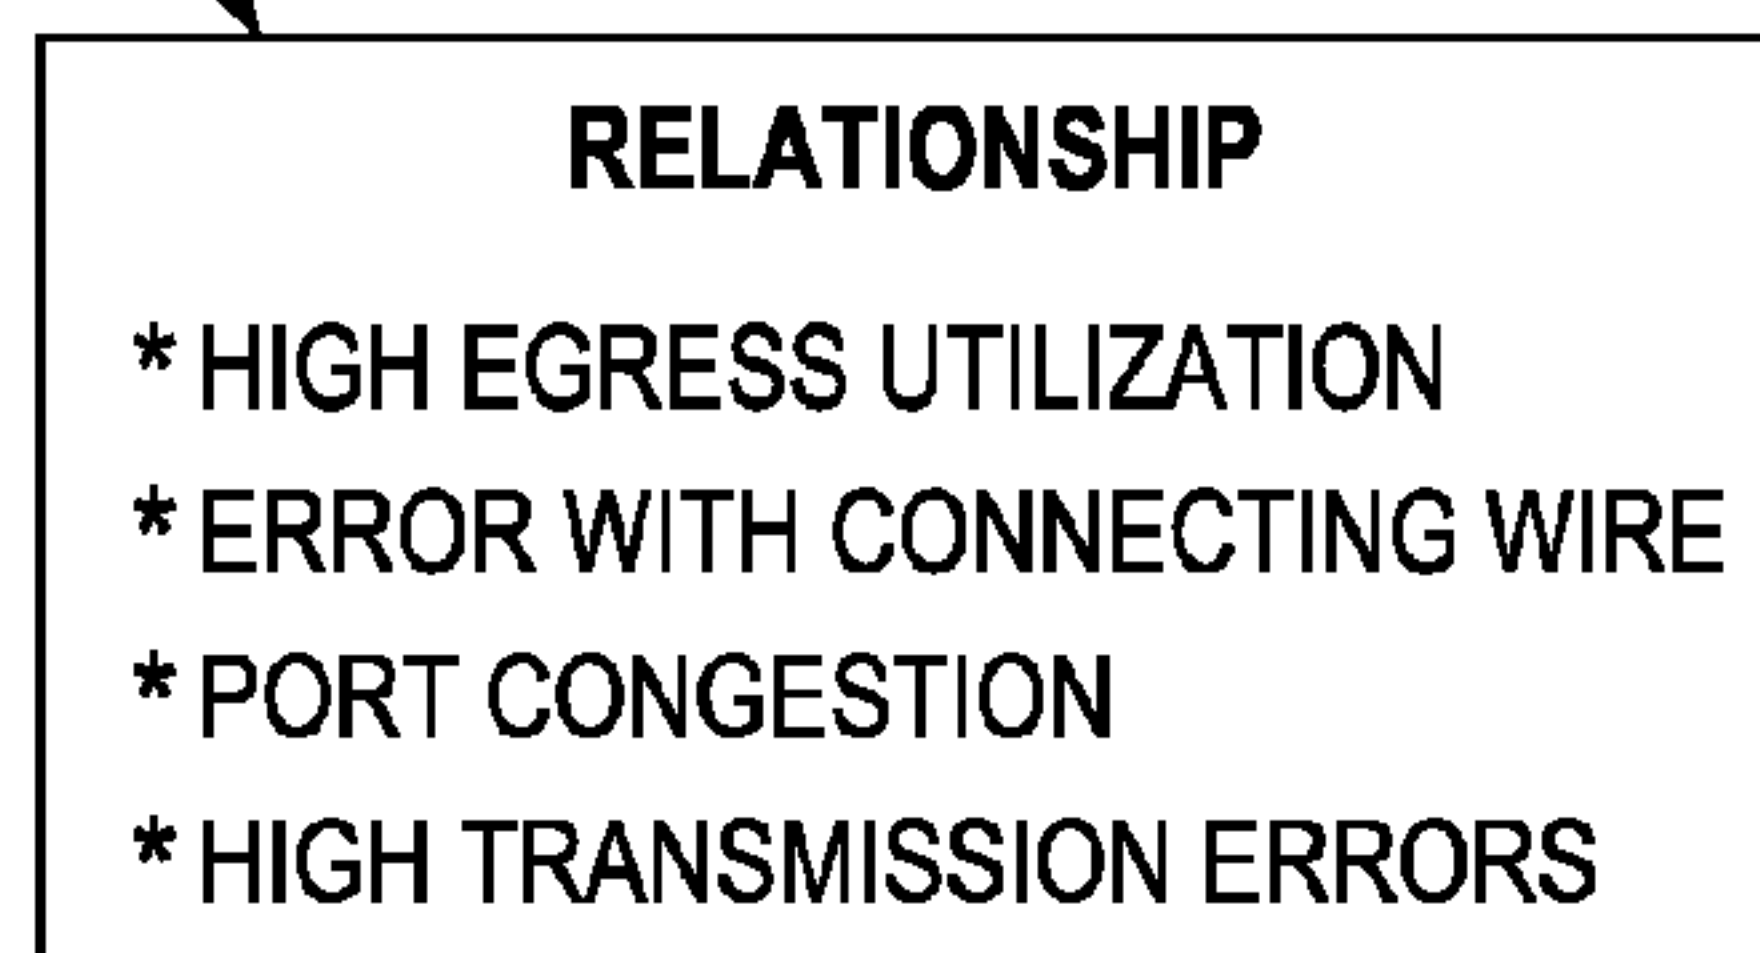 RELATIONSHIP
* HIGH EGRESS UTILIZATION
* ERROR WITH CONNECTING WIRE
* PORT CONGESTION
* HIGH TRANSMISSION ERRORS